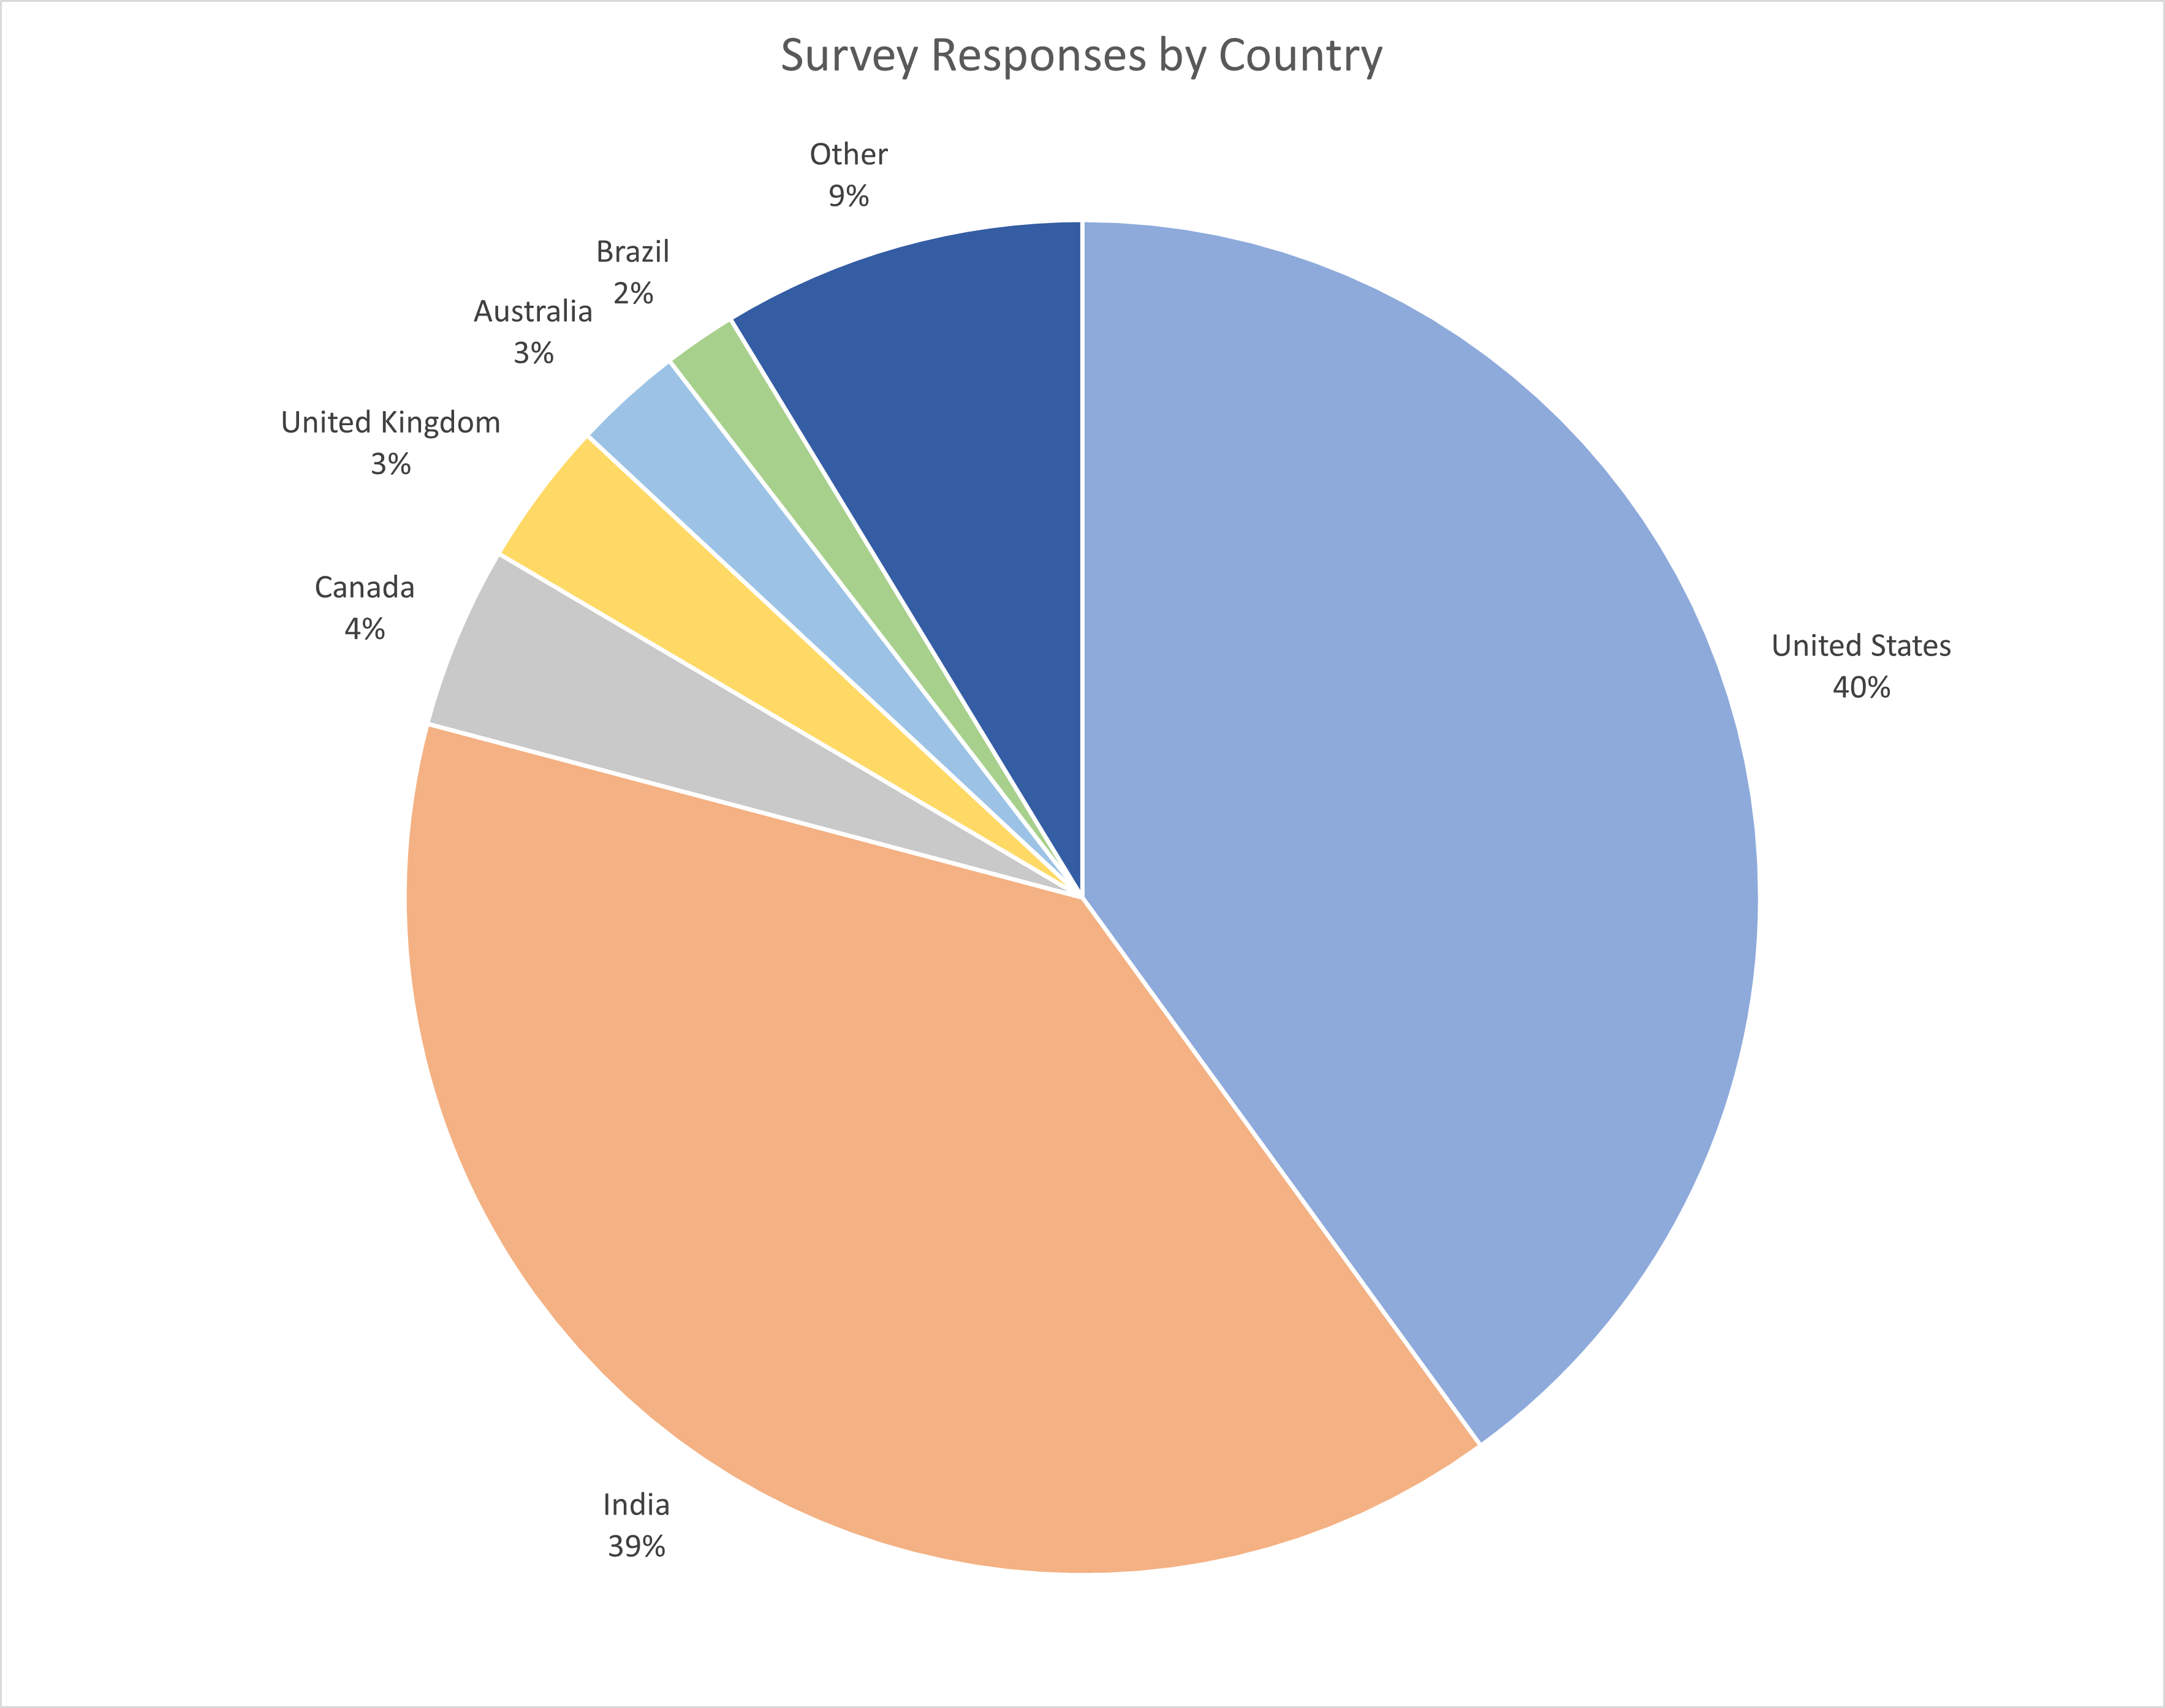 Survey Responses by Country
Other
9%
Brazil
2%
Australia
3%
United Kingdom
3%
Canada
4%
United States
40%
India
39%